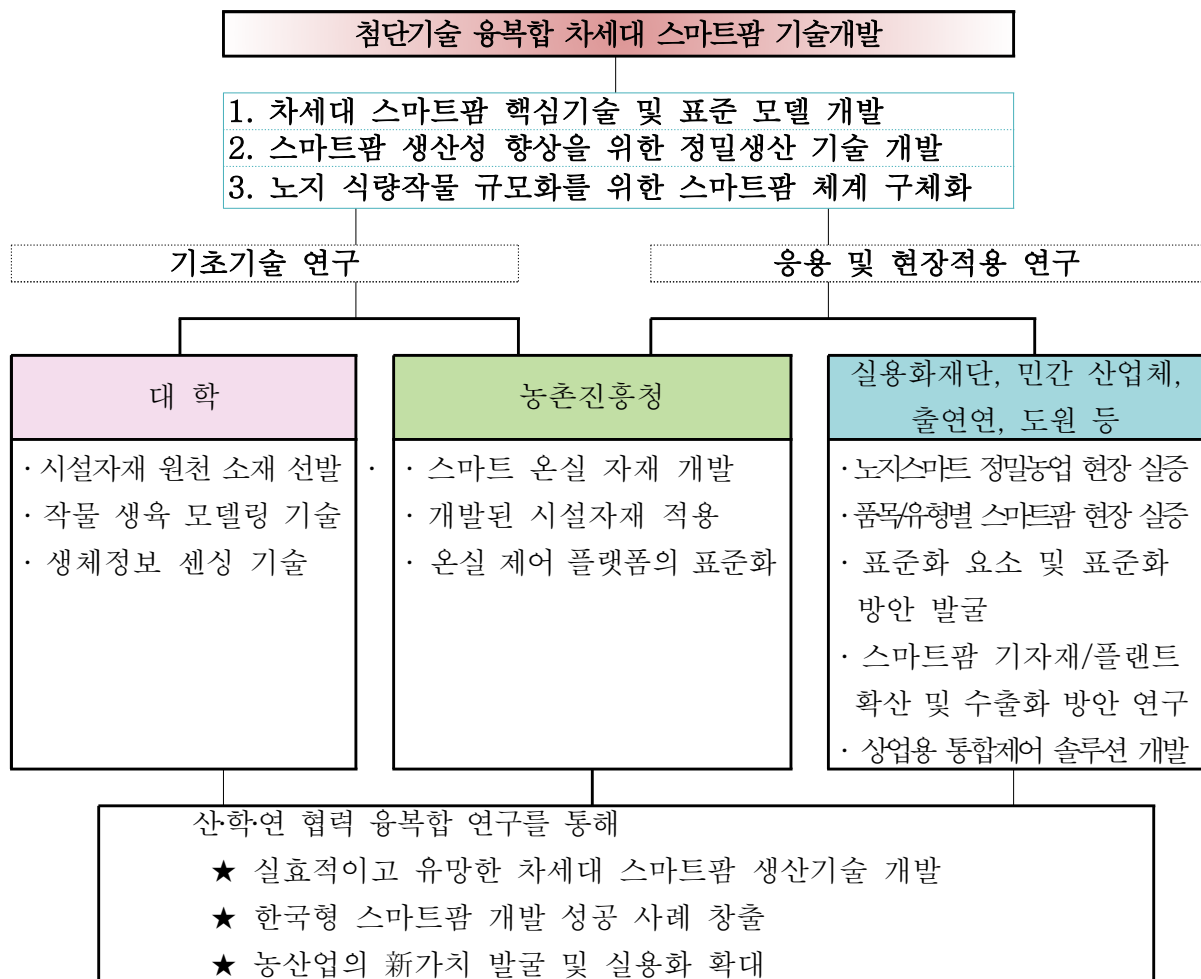 첨단기술 융복합 차세대 스마트팜 기술개발
1. 차세대 스마트팜 핵심기술 및 표준 모델 개발
2. 스마트팜 생산성 향상을 위한 정밀생산 기술 개발
3. 노지 식량작물 규모화를 위한 스마트팜 체계 구체화
기초기술 연구
응용 및 현장적용 연구
대 학
· 시설자재 원천 소재 선발
· 작물 생육 모델링 기술
· 생체정보 센싱 기술
농촌진흥청
· · 스마트 온실 자재 개발
· 개발된 시설자재 적용
· 온실 제어 플랫폼의 표준화
실용화재단, 민간 산업체,
출연연, 도원 등
· 노지스마트 정밀농업 현장 실증
· 품목/유형별 스마트팜 현장 실증
· 표준화 요소 및 표준화
방안 발굴
· 스마트팜 기자재/플랜트
확산 및 수출화 방안 연구
· 상업용 통합제어 솔루션 개발
산·학·연 협력 융복합 연구를 통해
★ 실효적이고 유망한 차세대 스마트팜 생산기술 개발
★ 한국형 스마트팜 개발 성공 사례 창출
★ 농산업의 新가치 발굴 및 실용화 확대